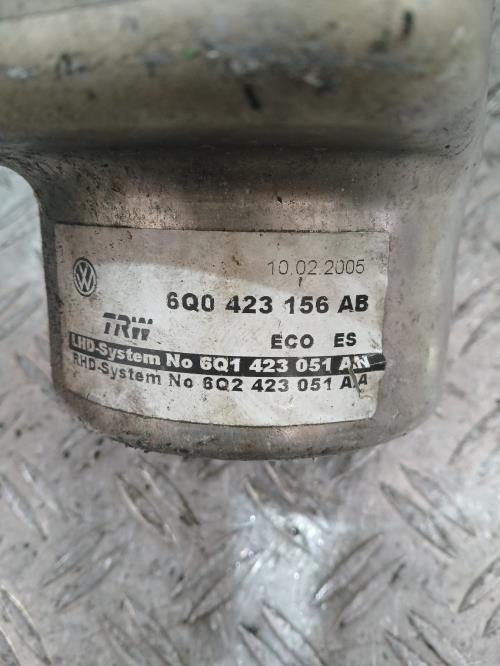 10.02.2005
6Q0 423 156 AB
TRW
ECO ES
LHD-System No 6Q1 423 051 AN
RHD-System No 6Q2 423 051 AA